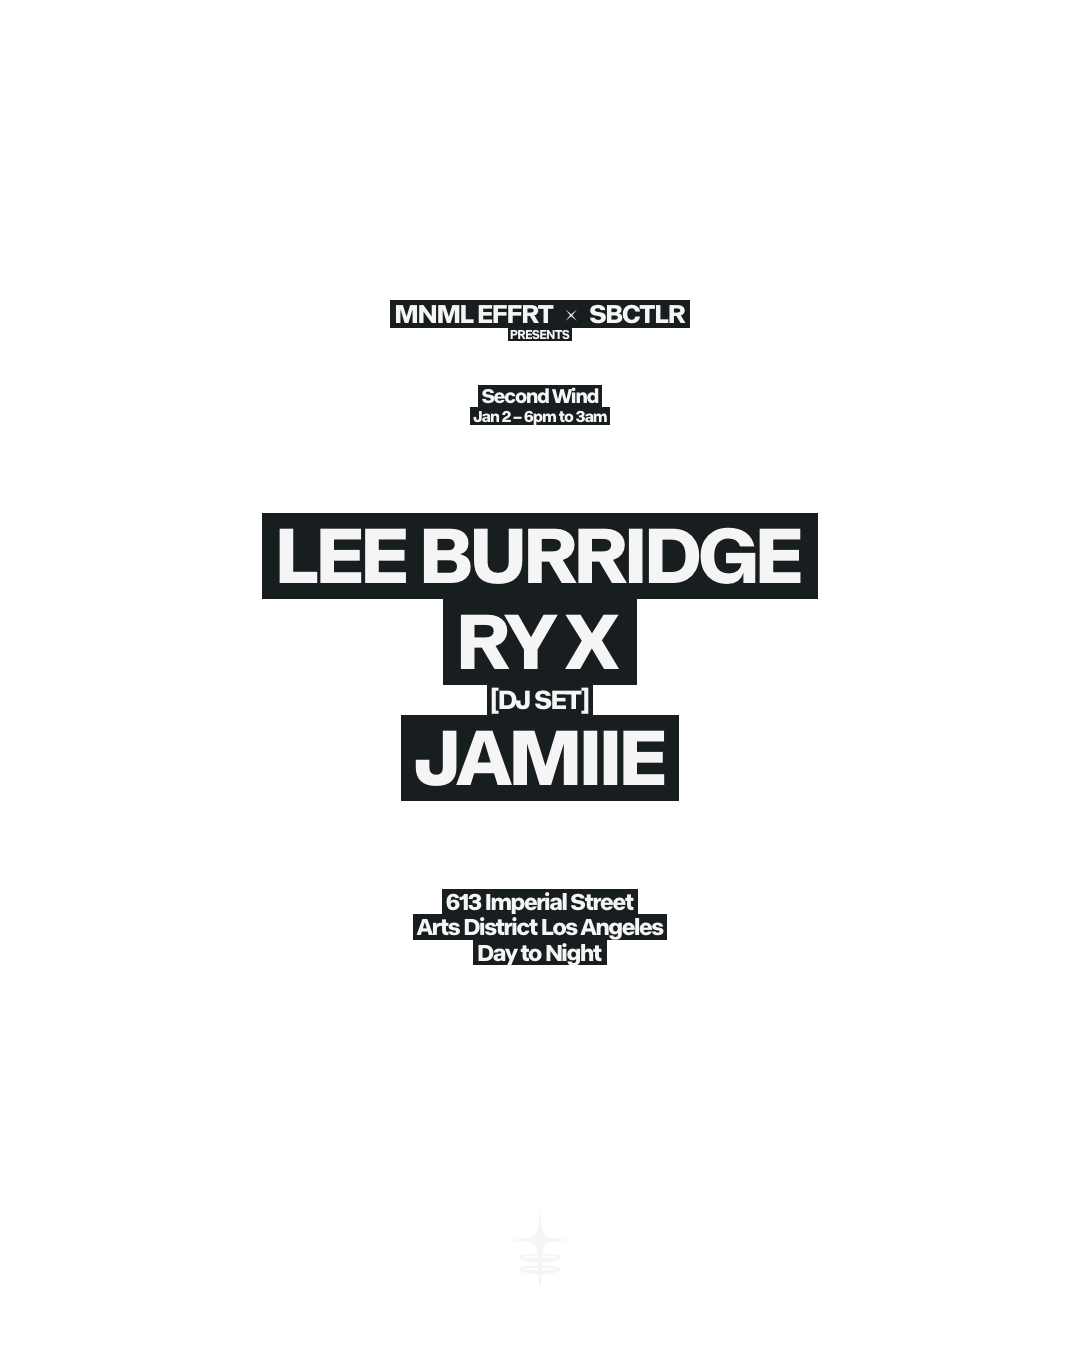 MNML EFFRT × SBCTLR
PRESENTS
Second Wind
Jan 2 – 6pm to 3am
LEE BURRIDGE
RY X
[DJ SET]
JAMIIE
613 Imperial Street
Arts District Los Angeles
Day to Night